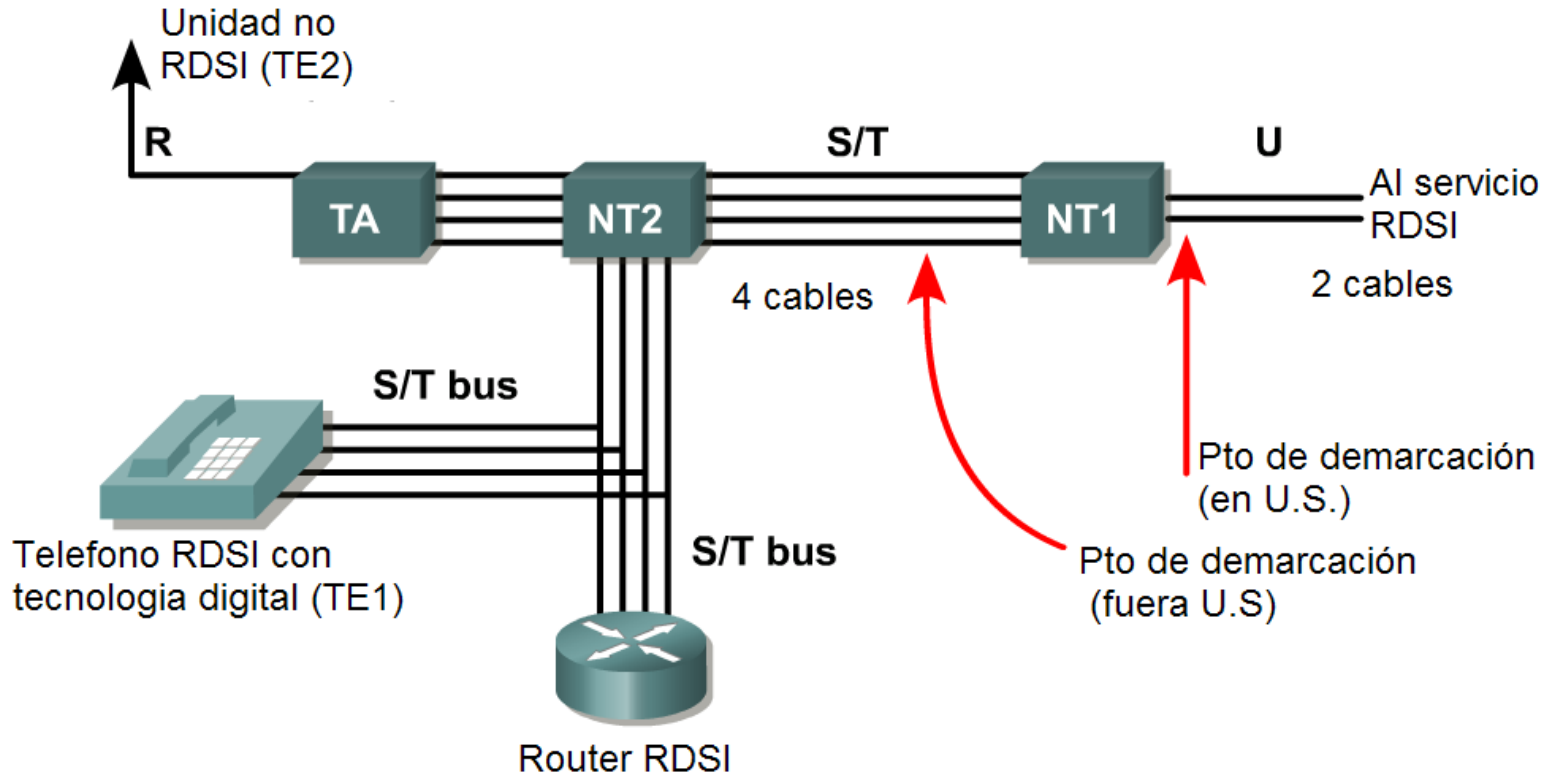 Unidad no
RDSI (TE2)
R
S/T
U
TA
NT2
NT1
Al servicio
RDSI
4 cables
2 cables
S/T bus
Telefono RDSI con
tecnologia digital (TE1)
S/T bus
Pto de demarcación
(en U.S.)
Pto de demarcación
(fuera U.S)
Router RDSI